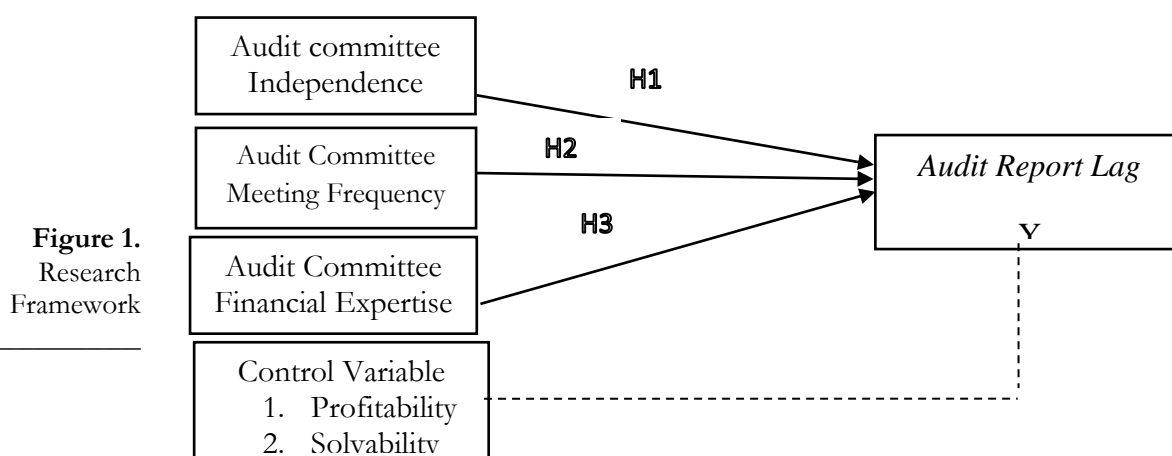 Audit committee
Independence
H1
Audit Committee
Meeting Frequency
H2
Audit Report Lag
Y
H3
Figure 1.
Research
Framework
Audit Committee
Financial Expertise
Control Variable
1. Profitability
2. Solvability